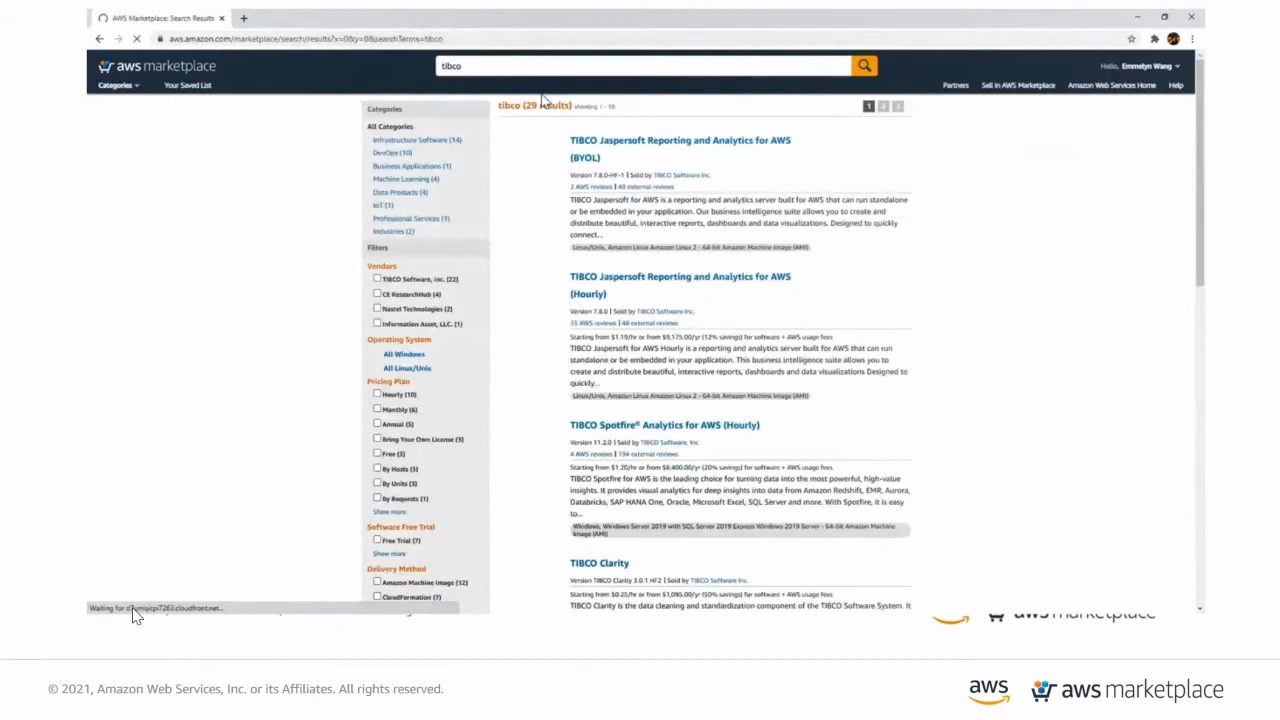 AWS Marketplace: Search Results
aws.amazon.com/marketplace/search/results?x=0&y=0&searchTerms=tibco
aws marketplace
tibco
Hello, Emmelyn Wang
Categories
Your Saved List
Partners
Sell in AWS Marketplace
Amazon Web Services Home
Help
Categories
All Categories
Infrastructure Software (14)
DevOps (10)
Business Applications (1)
Machine Learning (4)
Data Products (4)
IoT (1)
Professional Services (1)
Industries (2)
Filters
Vendors
TIBCO Software, Inc. (22)
CE ResearchHub (4)
Nastel Technologies (2)
Information Asset, LLC. (1)
Operating System
All Windows
All Linux/Unix
Pricing Plan
Hourly (10)
Monthly (6)
Annual (5)
Bring Your Own License (3)
Free (3)
By Hosts (3)
By Units (3)
By Requests (1)
Show more
Software Free Trial
Free Trial (7)
Show more
Delivery Method
Amazon Machine Image (12)
CloudFormation (7)
tibco (29 results) showing 1 - 10
1 2 3
TIBCO Jaspersoft Reporting and Analytics for AWS
(BYOL)
Version 7.8.0-HF-1 | Sold by TIBCO Software Inc.
2 AWS reviews | 48 external reviews
TIBCO Jaspersoft for AWS is a reporting and analytics server built for AWS that can run standalone
or be embedded in your application. Our business intelligence suite allows you to create and
distribute beautiful, interactive reports, dashboards and data visualizations. Designed to quickly
connect...
Linux/Unix, Amazon Linux Amazon Linux 2 - 64-bit Amazon Machine Image (AMI)
TIBCO Jaspersoft Reporting and Analytics for AWS
(Hourly)
Version 7.8.0 | Sold by TIBCO Software Inc.
33 AWS reviews | 48 external reviews
Starting from $1.19/hr or from $9,175.00/yr (12% savings) for software + AWS usage fees
TIBCO Jaspersoft for AWS Hourly is a reporting and analytics server built for AWS that can run
standalone or be embedded in your application. This business intelligence suite allows you to
create and distribute beautiful, interactive reports, dashboards and data visualizations Designed to
quickly...
Linux/Unix, Amazon Linux Amazon Linux 2 - 64-bit Amazon Machine Image (AMI)
TIBCO Spotfire® Analytics for AWS (Hourly)
Version 11.2.0 | Sold by TIBCO Software, Inc.
4 AWS reviews | 194 external reviews
Starting from $1.20/hr or from $8,400.00/yr (20% savings) for software + AWS usage fees
TIBCO Spotfire for AWS is the leading choice for turning data into the most powerful, high-value
insights. It provides visual analytics for deep insights into data from Amazon Redshift, EMR, Aurora,
Databricks, SAP HANA One, Oracle, Microsoft Excel, SQL Server and more. With Spotfire, it is easy
to...
Windows, Windows Server 2019 with SQL Server 2019 Express Windows 2019 Server - 64-bit Amazon Machine
Image (AMI)
TIBCO Clarity
Version TIBCO Clarity 3.0.1 HF2 | Sold by TIBCO Software Inc.
Starting from $0.25/hr or from $1,095.00/yr (50% savings) for software + AWS usage fees
TIBCO Clarity is the data cleaning and standardization component of the TIBCO Software System. It
Waiting for
aws marketplace
© 2021, Amazon Web Services, Inc. or its Affiliates. All rights reserved.
aws
aws marketplace